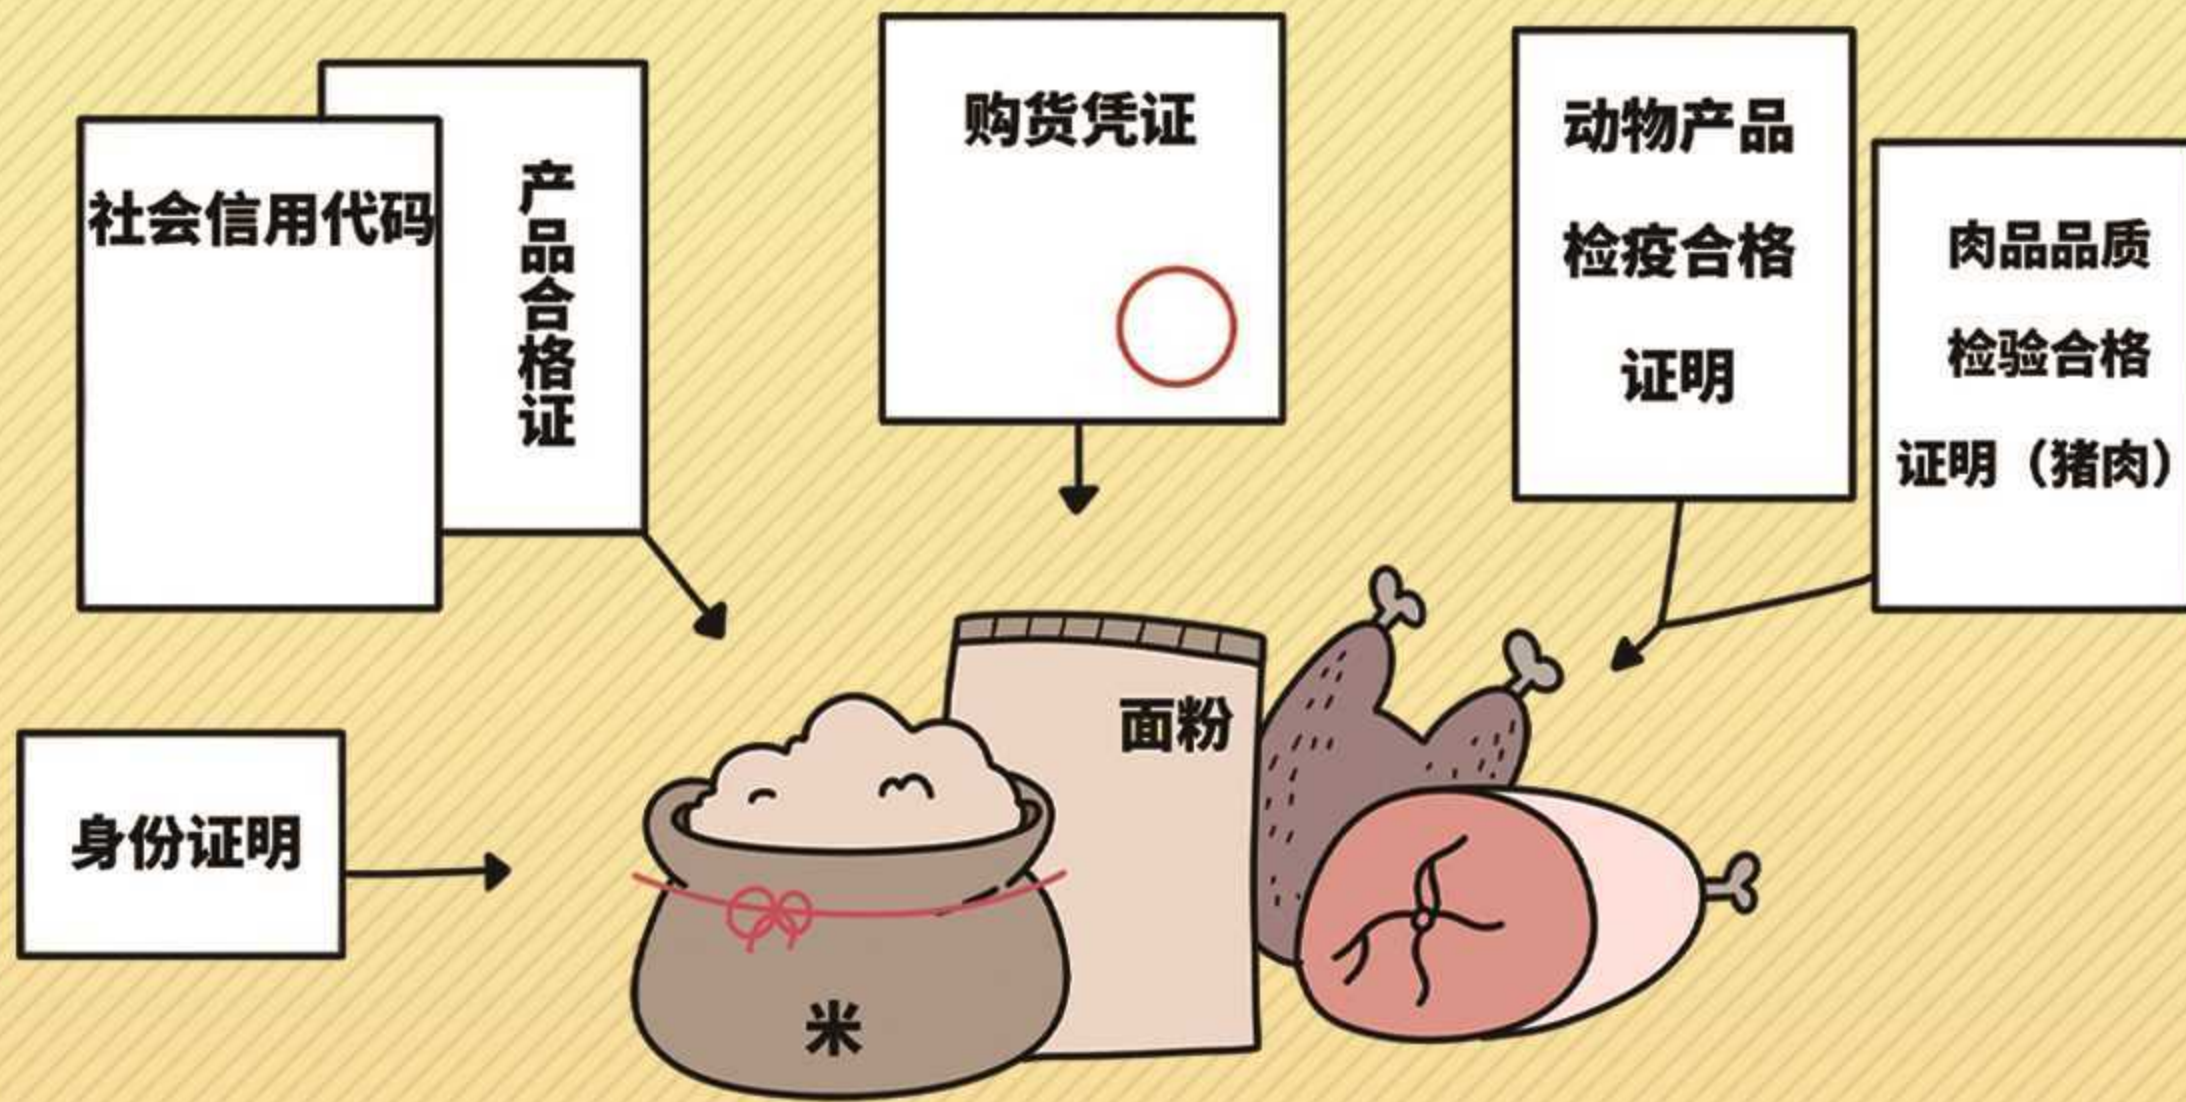 社会信用代码
产品合格证
购货凭证
动物产品
检疫合格
证明
肉品品质
检验合格
证明（猪肉）
身份证明
面粉
米